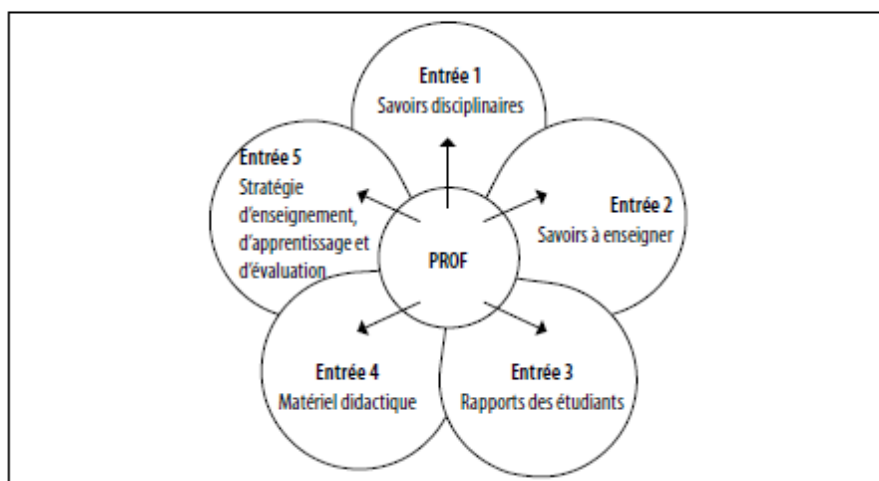 Entrée 1
Savoirs disciplinaires
Entrée 5
Stratégie
d'enseignement,
d'apprentissage et
d'évaluation
Entrée 2
Savoirs à enseigner
PROF
Entrée 4
Matériel didactique
Entrée 3
Rapports des étudiants